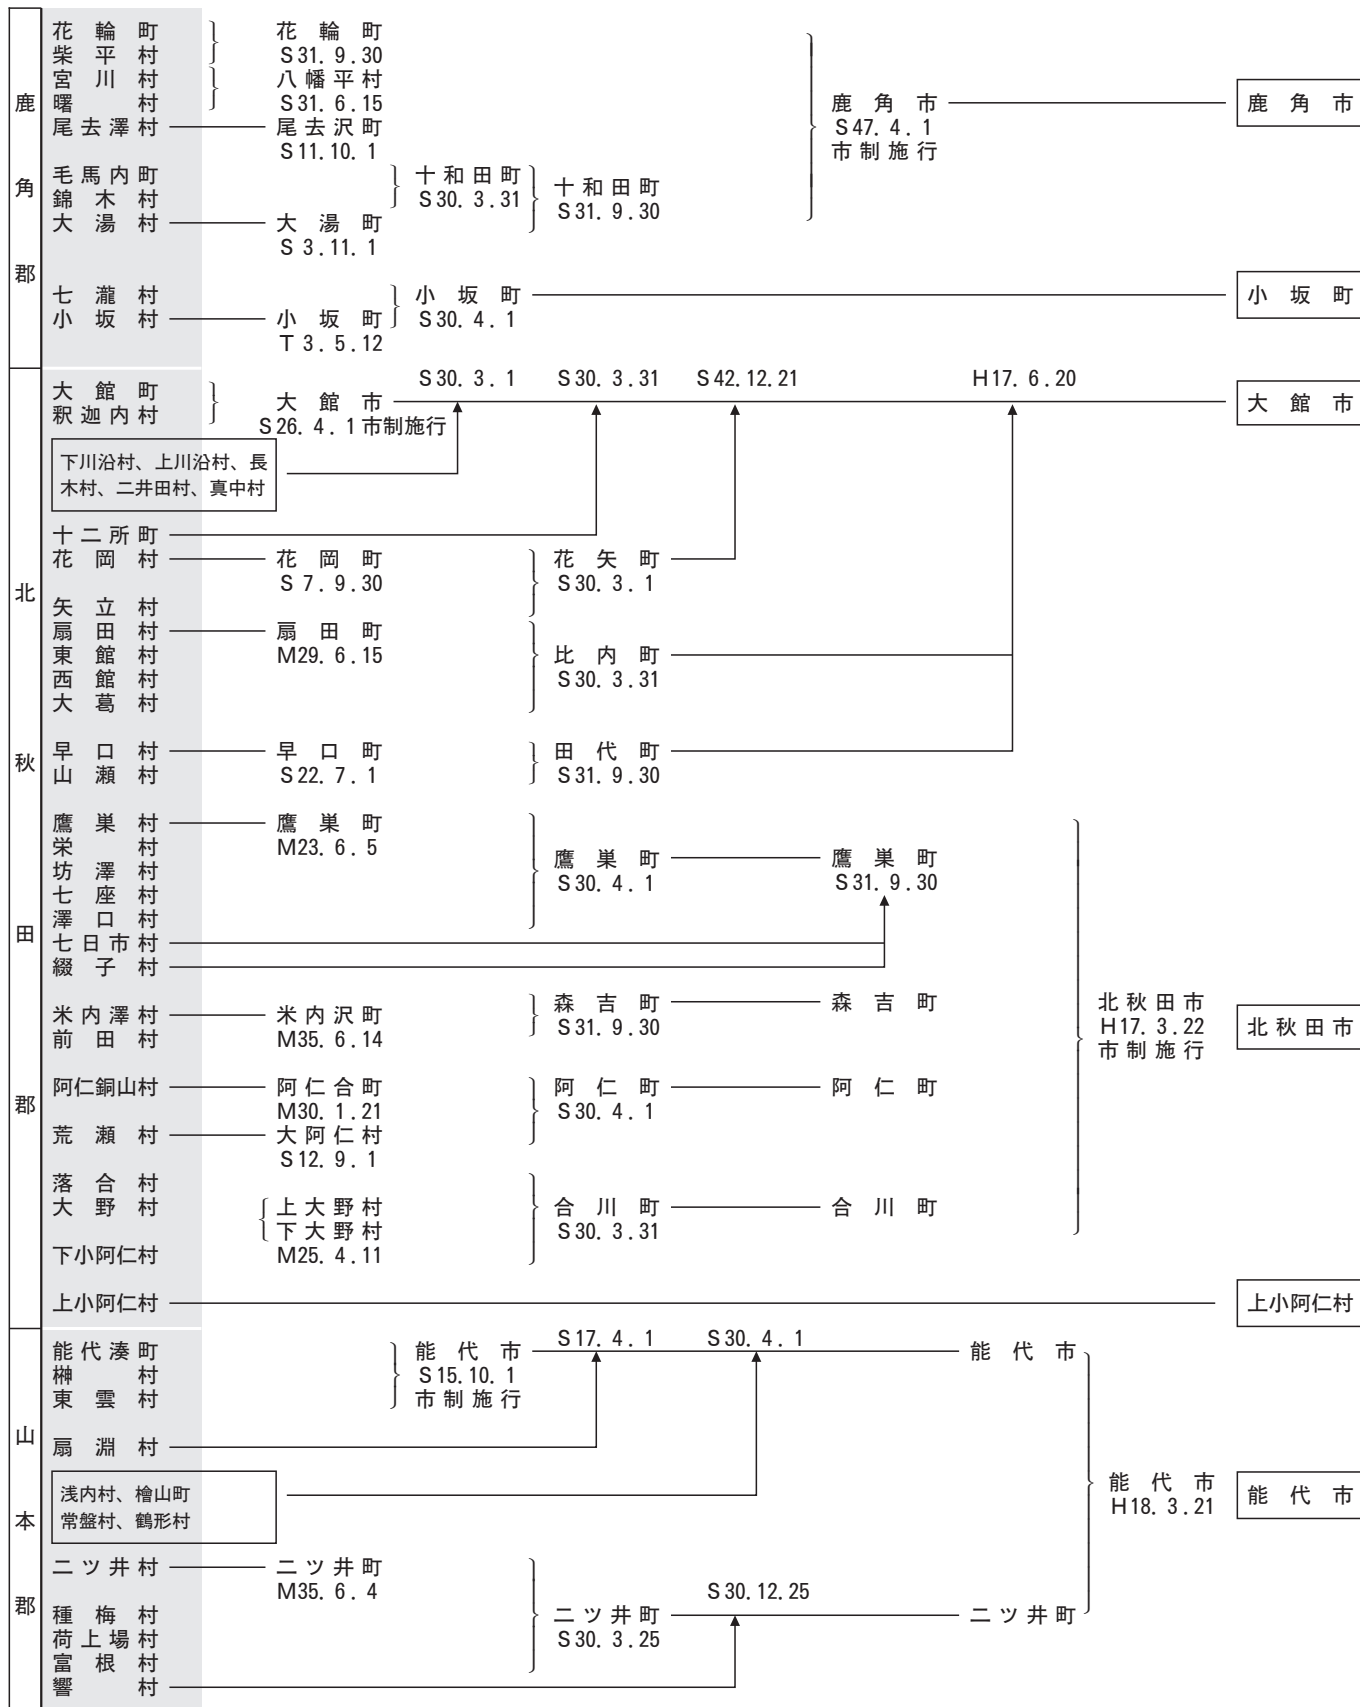 鹿角郡
花輪町 花輪町
柴平村 S31.9.30
宮川村 八幡平村
曙村 S31.6.15
鹿角市 鹿角市
尾去澤村 尾去沢町 S47.4.1
S11.10.1 市制施行
毛馬内町 十和田町 十和田町
錦木村 S30.3.31 S31.9.30
大湯村 大湯町
S3.11.1
七瀧村 小坂町 小坂町
小坂村 小坂町 S30.4.1
T3.5.12
北秋田郡
S30.3.1 S30.3.31 S42.12.21 H17.6.20
大館町 大館市 大館市
釈迦内村 S26.4.1市制施行
下川沿村、上川沿村、長
木村、二井田村、真中村
十二所町
花岡村 花岡町 花矢町
S7.9.30 S30.3.1
矢立村
扇田村 扇田町
東館村 M29.6.15 比内町
西館村 S30.3.31
大葛村
早口村 早口町 田代町
山瀬村 S22.7.1 S31.9.30
鷹巣村 鷹巣町
栄村 M23.6.5 鷹巣町 鷹巣町
坊澤村 S30.4.1 S31.9.30
七座村
澤口村
七日市村
綴子村
米内澤村 米内沢町 森吉町 森吉町 北秋田市 北秋田市
前田村 M35.6.14 S31.9.30 H17.3.22
市制施行
阿仁銅山村 阿仁合町 阿仁町 阿仁町
M30.1.21 S30.4.1
荒瀬村 大阿仁村
S12.9.1
落合村
大野村 上大野村 合川町 合川町
下大野村 S30.3.31
下小阿仁村 M25.4.11
上小阿仁村 上小阿仁村
山本郡
S17.4.1 S30.4.1
能代湊町 能代市 能代市
榊村 S15.10.1
東雲村 市制施行
扇淵村
浅内村、檜山町
常盤村、鶴形村
能代市 能代市
H18.3.21
二ツ井村 二ツ井町
M35.6.4 S30.12.25
種梅村 二ツ井町 二ツ井町
荷上場村 S30.3.25
富根村
響村